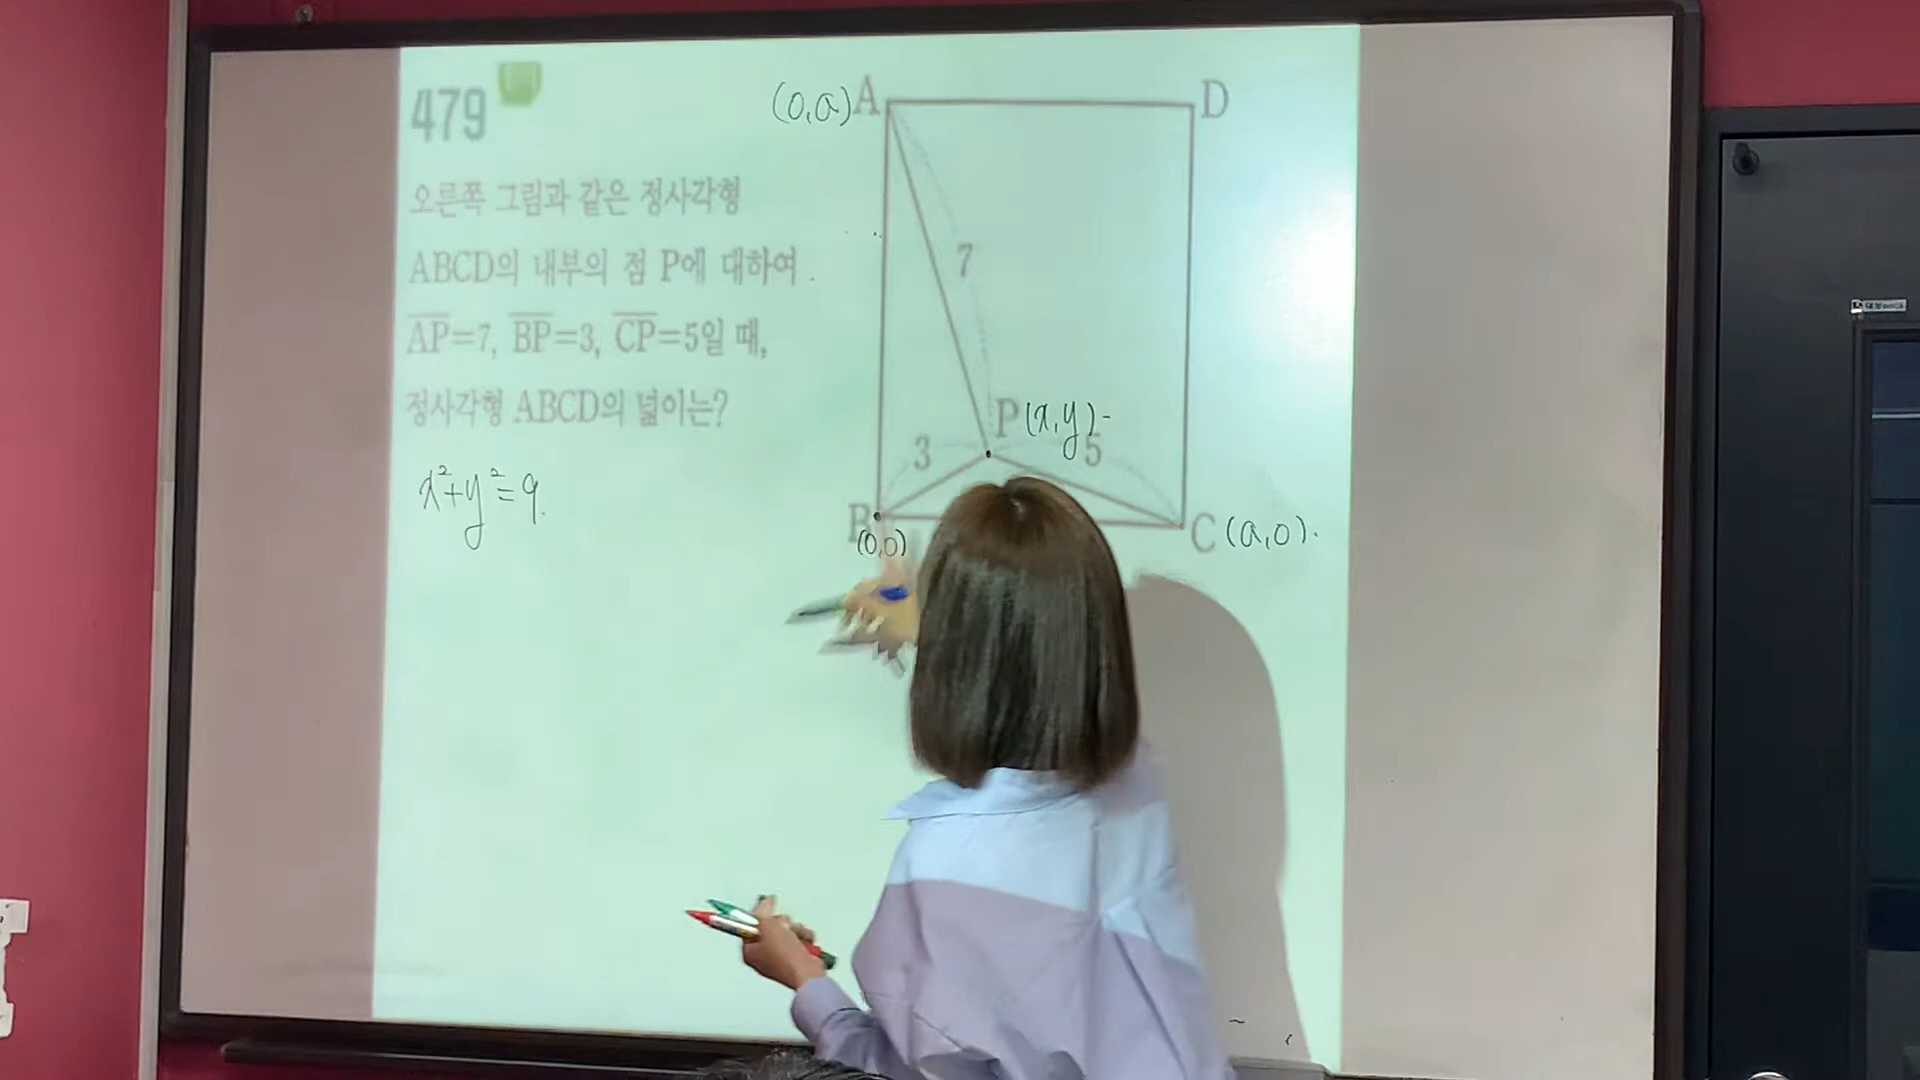 479
오른쪽 그림과 같은 정사각형
ABCD의 내부의 점 P에 대하여
AP=7, BP=3, CP=5일 때,
정사각형 ABCD의 넓이는?
x²+y²=9.
(0,a) A
D
7
P(x,y)
3
5
B
(0,0)
C (a,0).